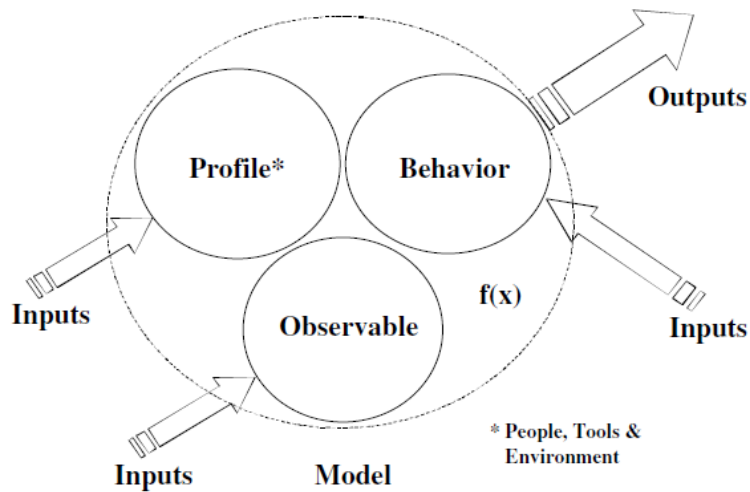 Outputs
Profile*
Behavior
f(x)
Inputs
Observable
Inputs
* People, Tools &
Environment
Inputs
Model